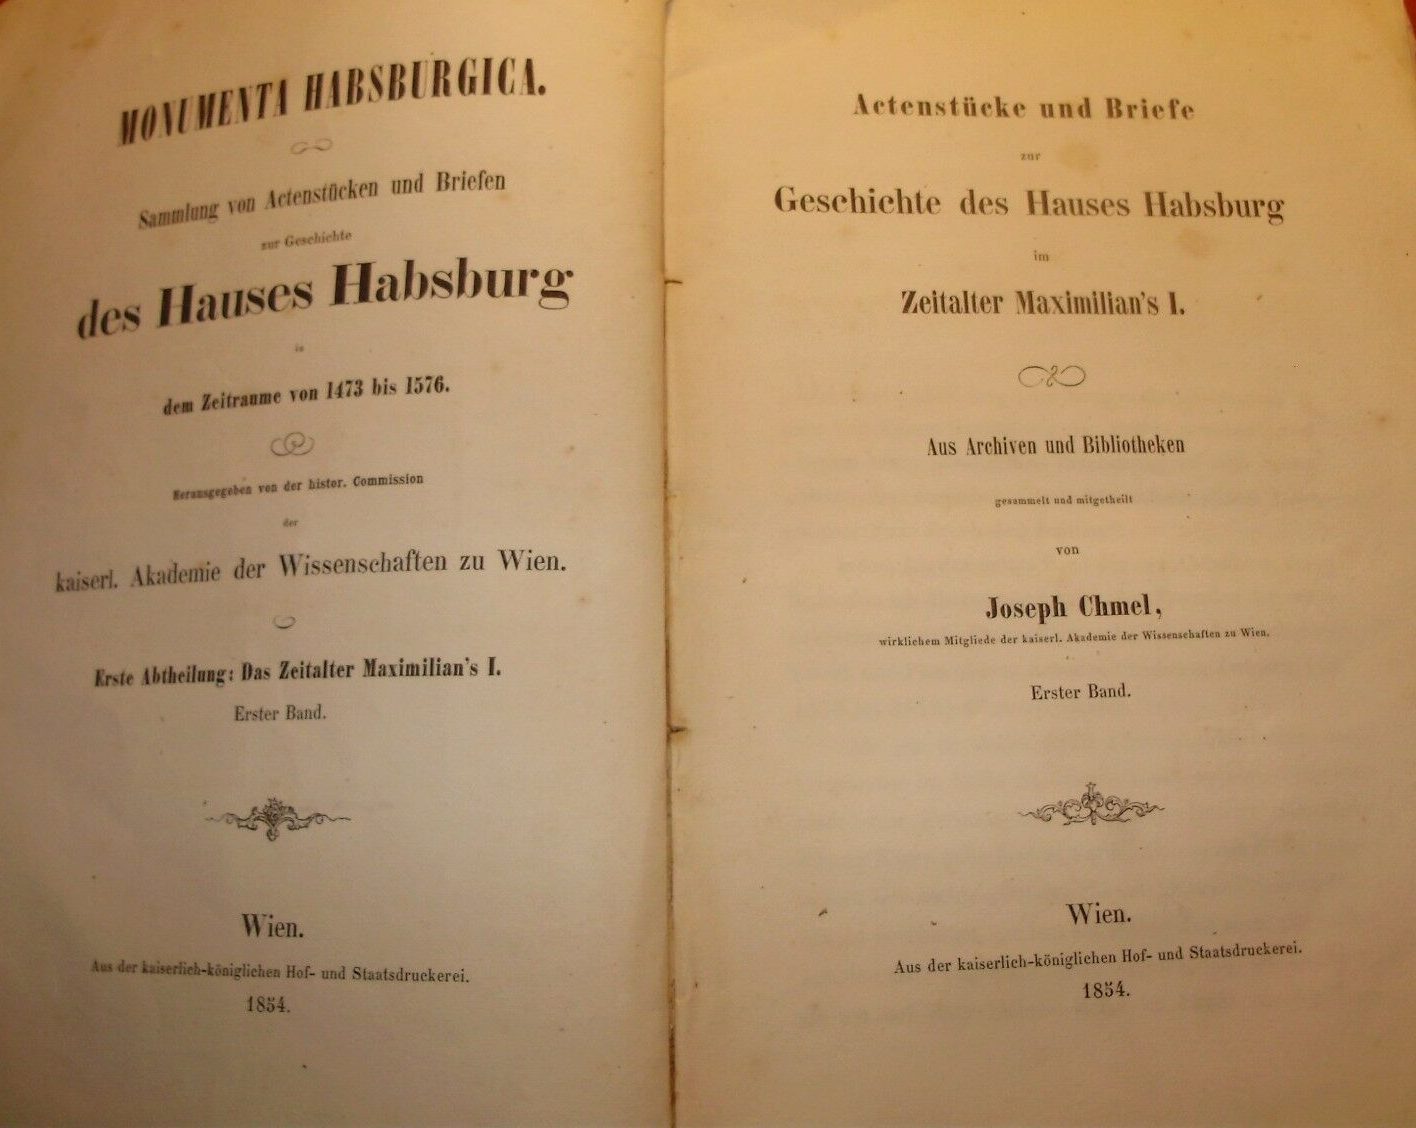 MONUMENTA HABSBURGICA.
Sammlung von Actenstücken und Briefen
zur Geschichte
des Hauses Habsburg
in
dem Zeitraume von 1473 bis 1576.
Herausgegeben von der histor. Commission
der
kaiserl. Akademie der Wissenschaften zu Wien.
Erste Abtheilung: Das Zeitalter Maximilian's I.
Erster Band.
Wien.
Aus der kaiserlich-königlichen Hof- und Staatsdruckerei.
1854.
Actenstücke und Briefe
zur
Geschichte des Hauses Habsburg
im
Zeitalter Maximilian's I.
Aus Archiven und Bibliotheken
gesammelt und mitgetheilt
von
Joseph Chmel,
wirklichem Mitgliede der kaiserl. Akademie der Wissenschaften zu Wien.
Erster Band.
Wien.
Aus der kaiserlich-königlichen Hof- und Staatsdruckerei.
1854.